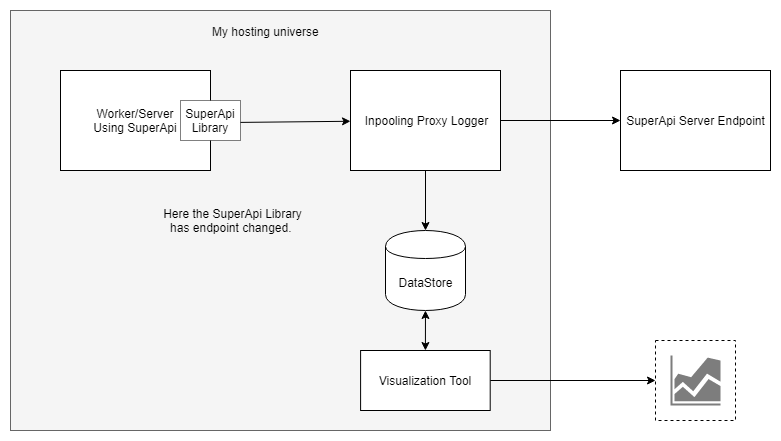 My hosting universe
Worker/Server
Using SuperApi
SuperApi
Library
Inpooling Proxy Logger
SuperApi Server Endpoint
Here the SuperApi Library
has endpoint changed.
DataStore
Visualization Tool